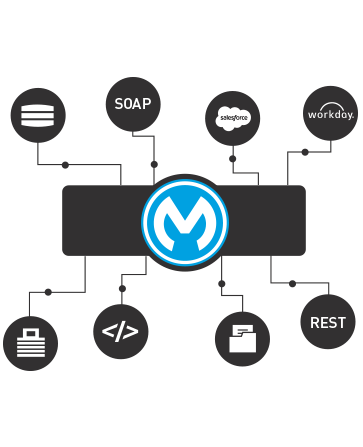 SOAP
salesforce
workday.
</>
REST